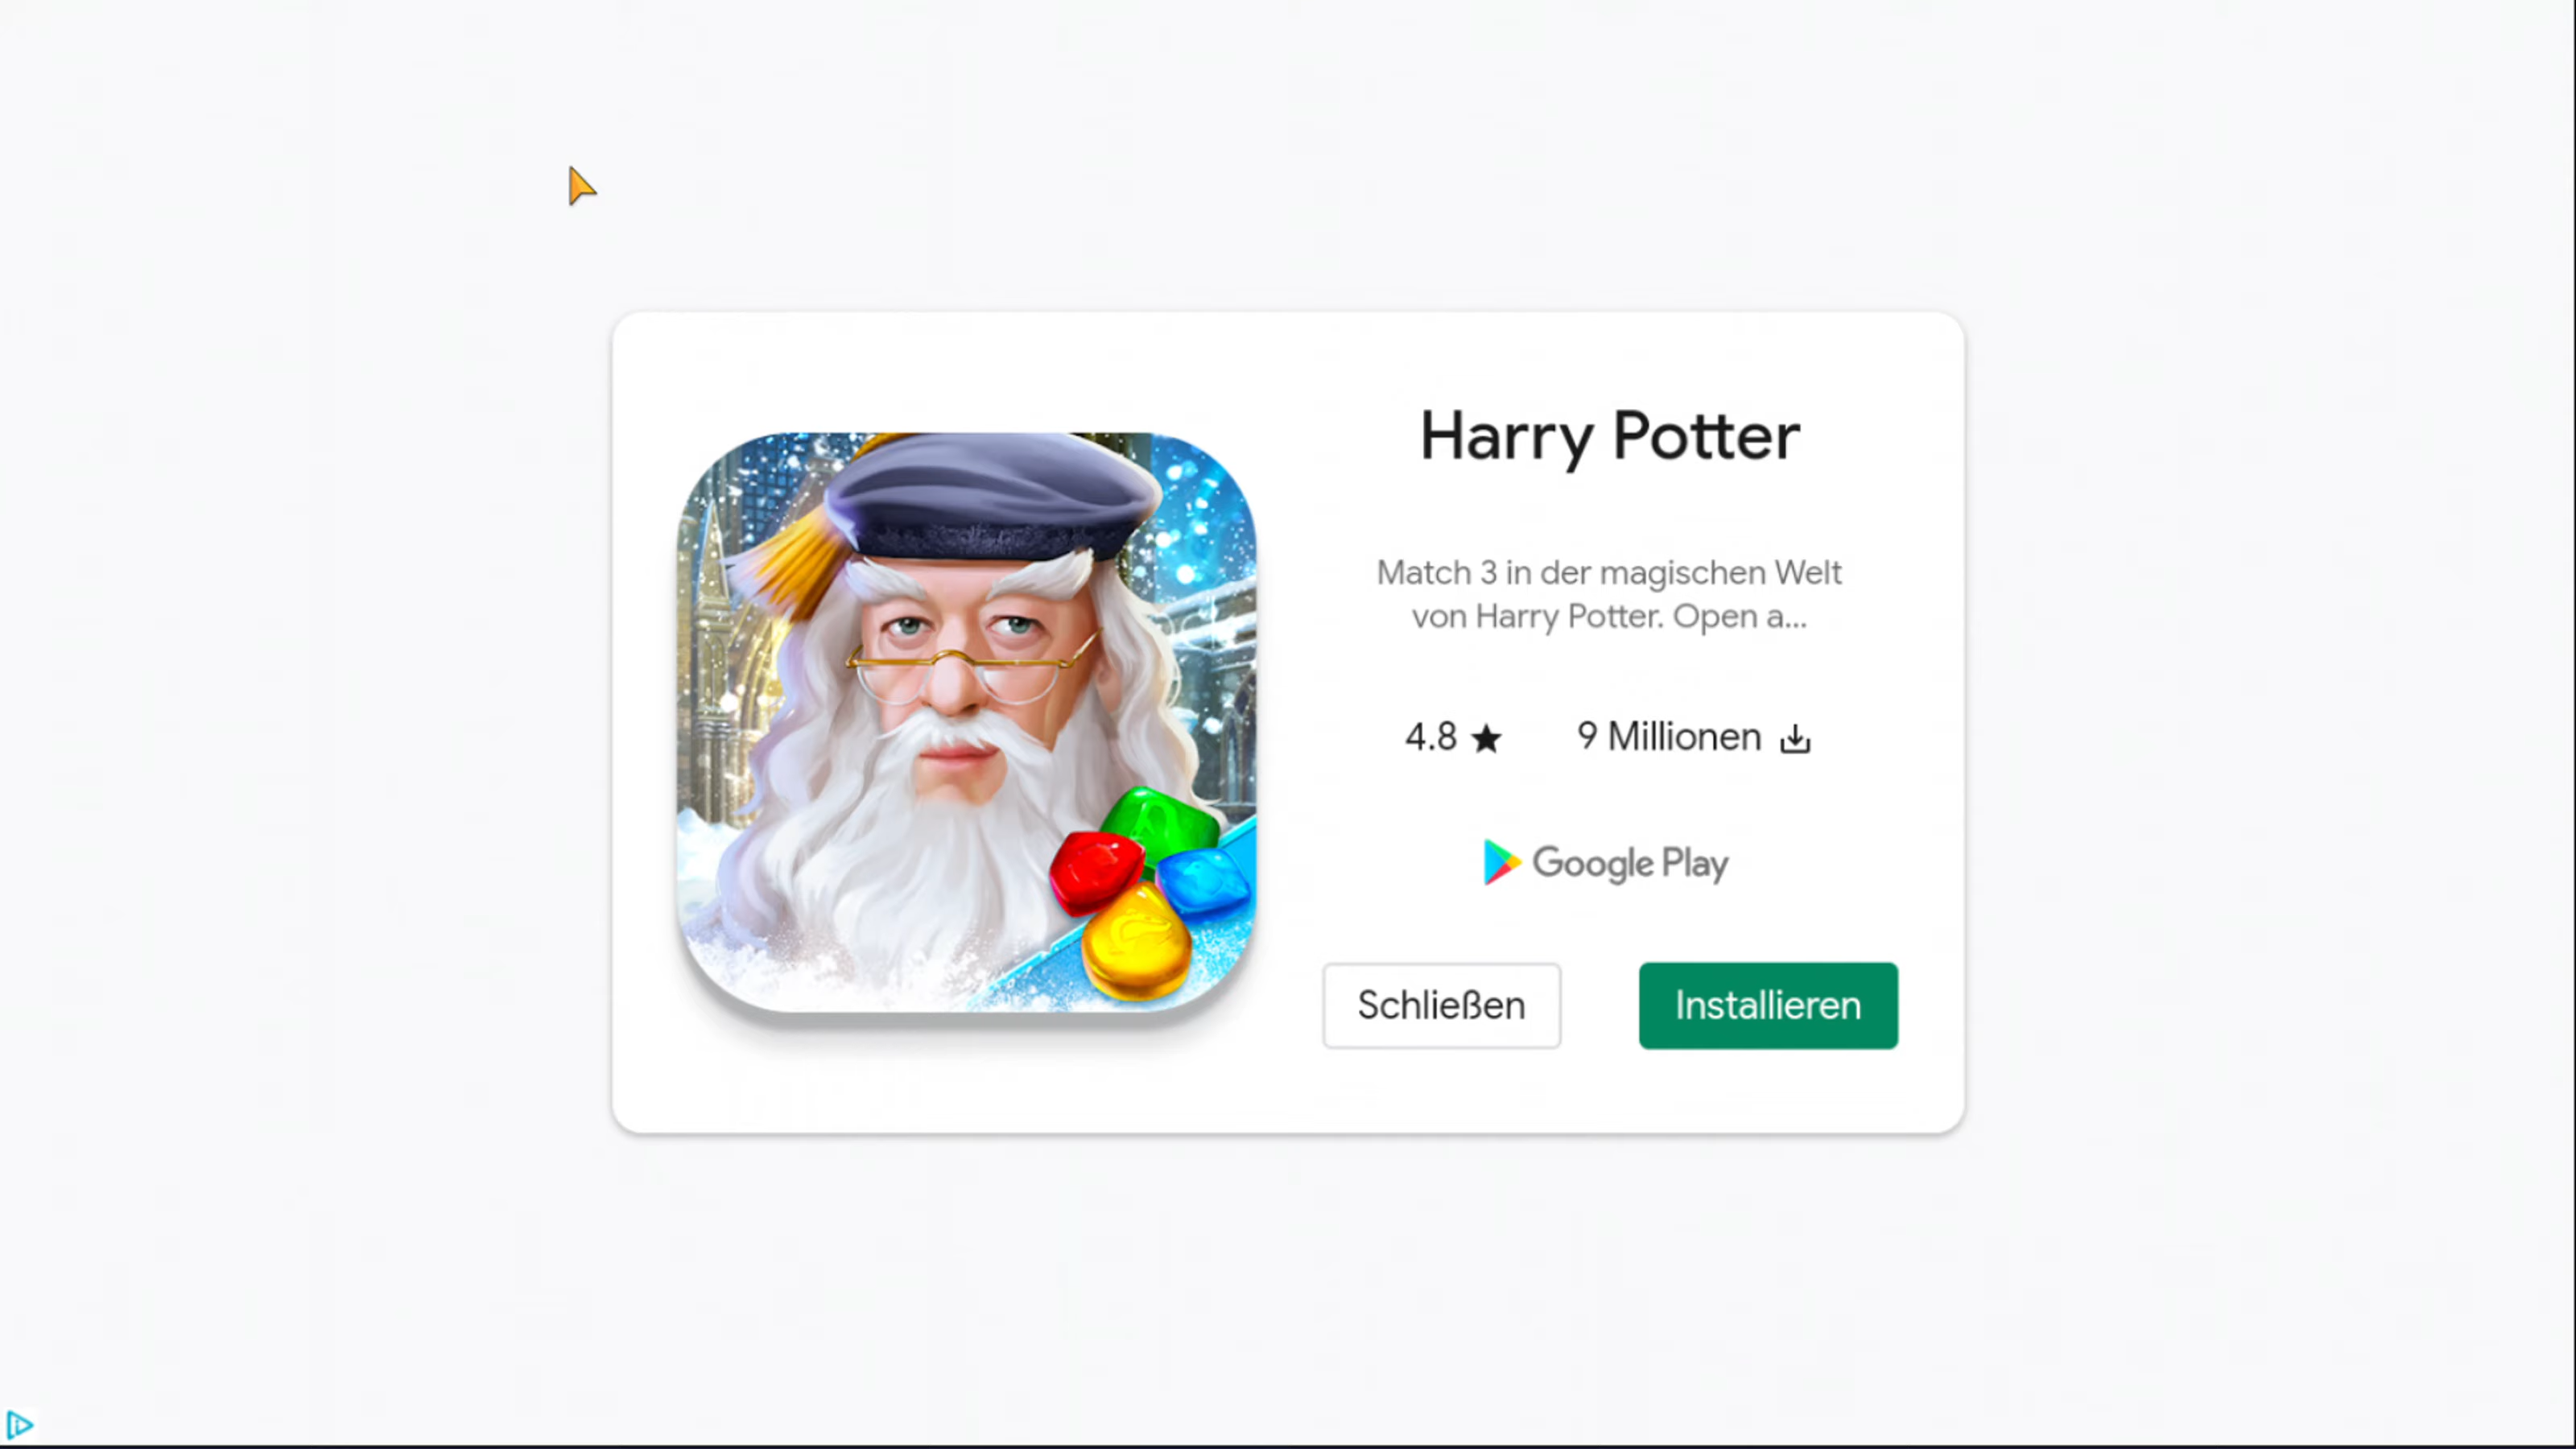 Harry Potter
Match 3 in der magischen Welt
von Harry Potter. Open a...
4.8 ★ 9 Millionen
Google Play
Schließen Installieren